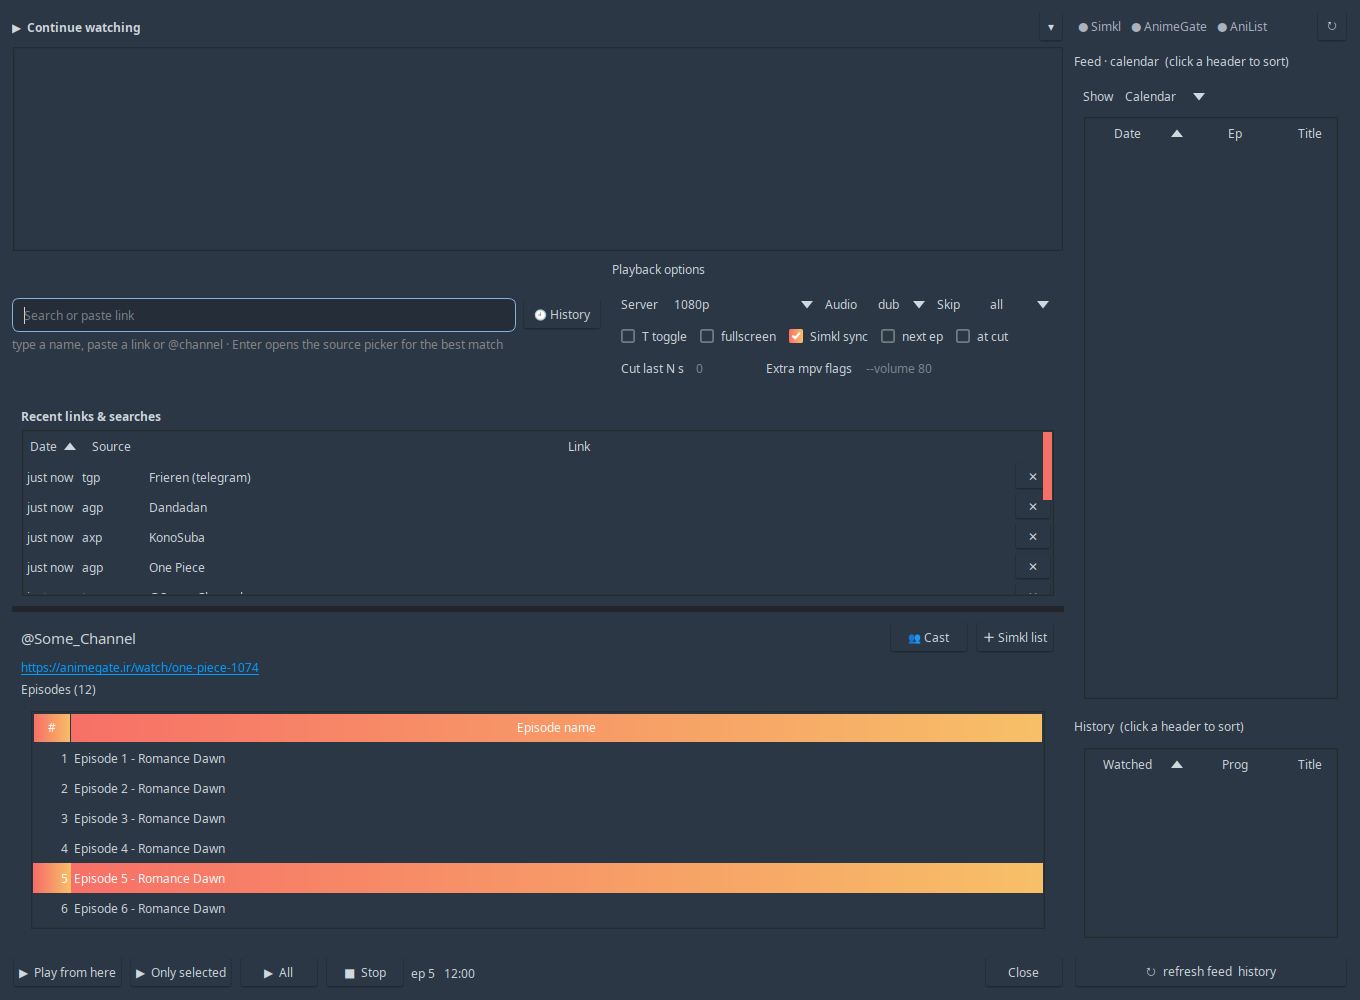 ▶ Continue watching
▼
● Simkl ● AnimeGate ● AniList ↻
Feed · calendar (click a header to sort)
Show Calendar
Date Ep Title
Playback options
Search or paste link
🕘 History
type a name, paste a link or @channel · Enter opens the source picker for the best match
Server 1080p Audio dub Skip all
T toggle fullscreen Simkl sync next ep at cut
Cut last N s 0 Extra mpv flags --volume 80
Recent links & searches
Date Source Link
just now tgp Frieren (telegram) ×
just now agp Dandadan ×
just now axp KonoSuba ×
just now agp One Piece ×
@Some_Channel
👥 Cast
+ Simkl list
https://animegate.ir/watch/one-piece-1074
Episodes (12)
# Episode name
1 Episode 1 - Romance Dawn
2 Episode 2 - Romance Dawn
3 Episode 3 - Romance Dawn
4 Episode 4 - Romance Dawn
5 Episode 5 - Romance Dawn
6 Episode 6 - Romance Dawn
History (click a header to sort)
Watched Prog Title
▶ Play from here ▶ Only selected ▶ All ■ Stop ep 5 12:00 Close
↻ refresh feed history